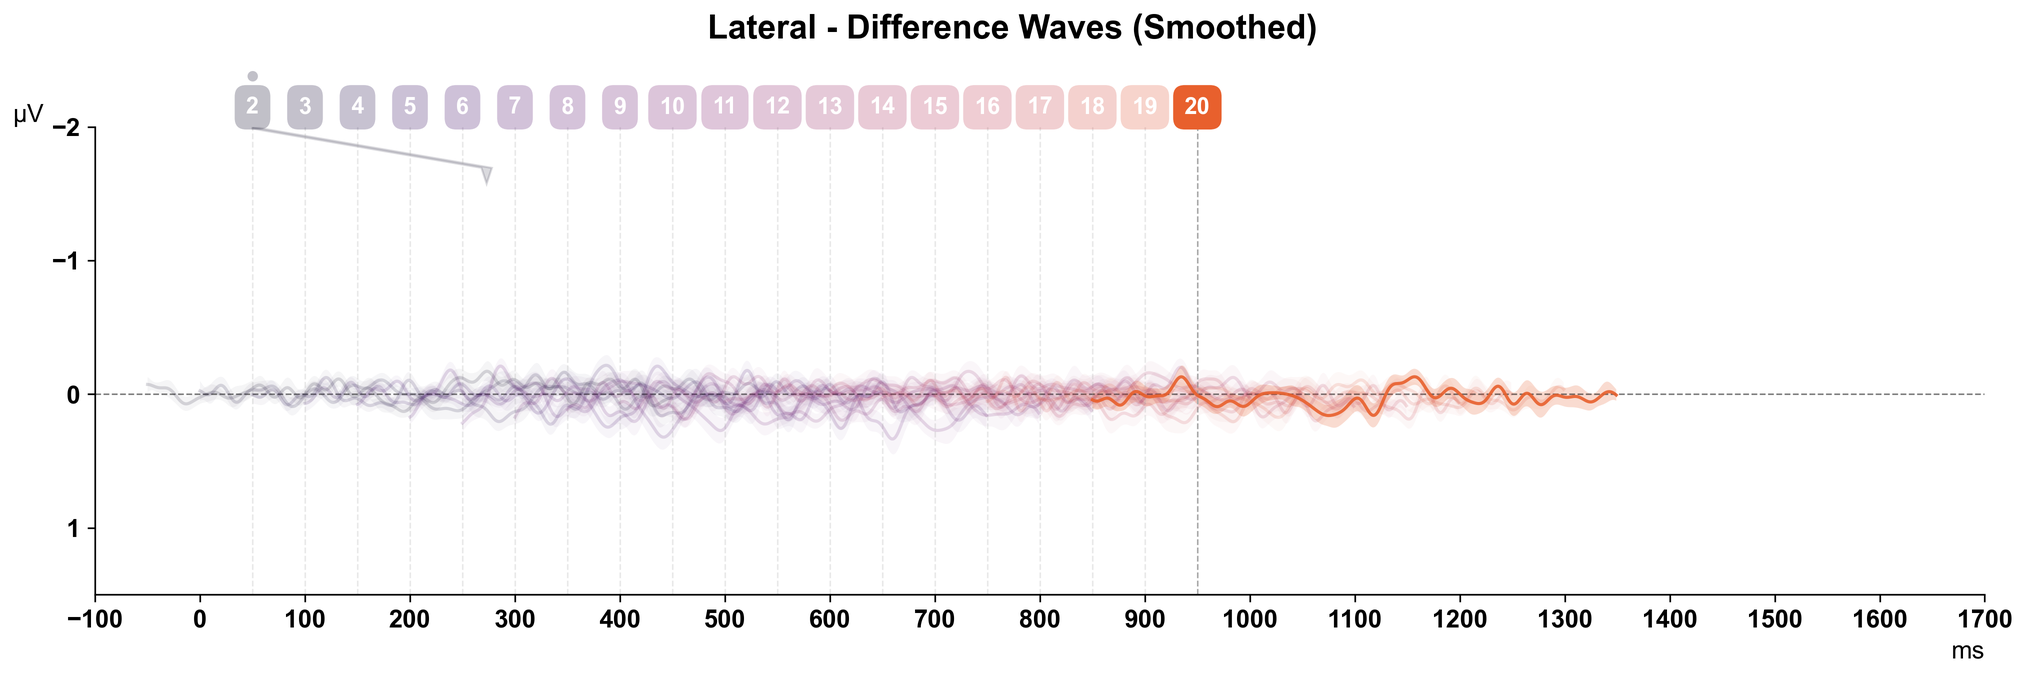 Lateral - Difference Waves (Smoothed)
2 3 4 5 6 7 8 9 10 11 12 13 14 15 16 17 18 19 20
µV
−2
−1
0
1
−100 0 100 200 300 400 500 600 700 800 900 1000 1100 1200 1300 1400 1500 1600 1700
ms